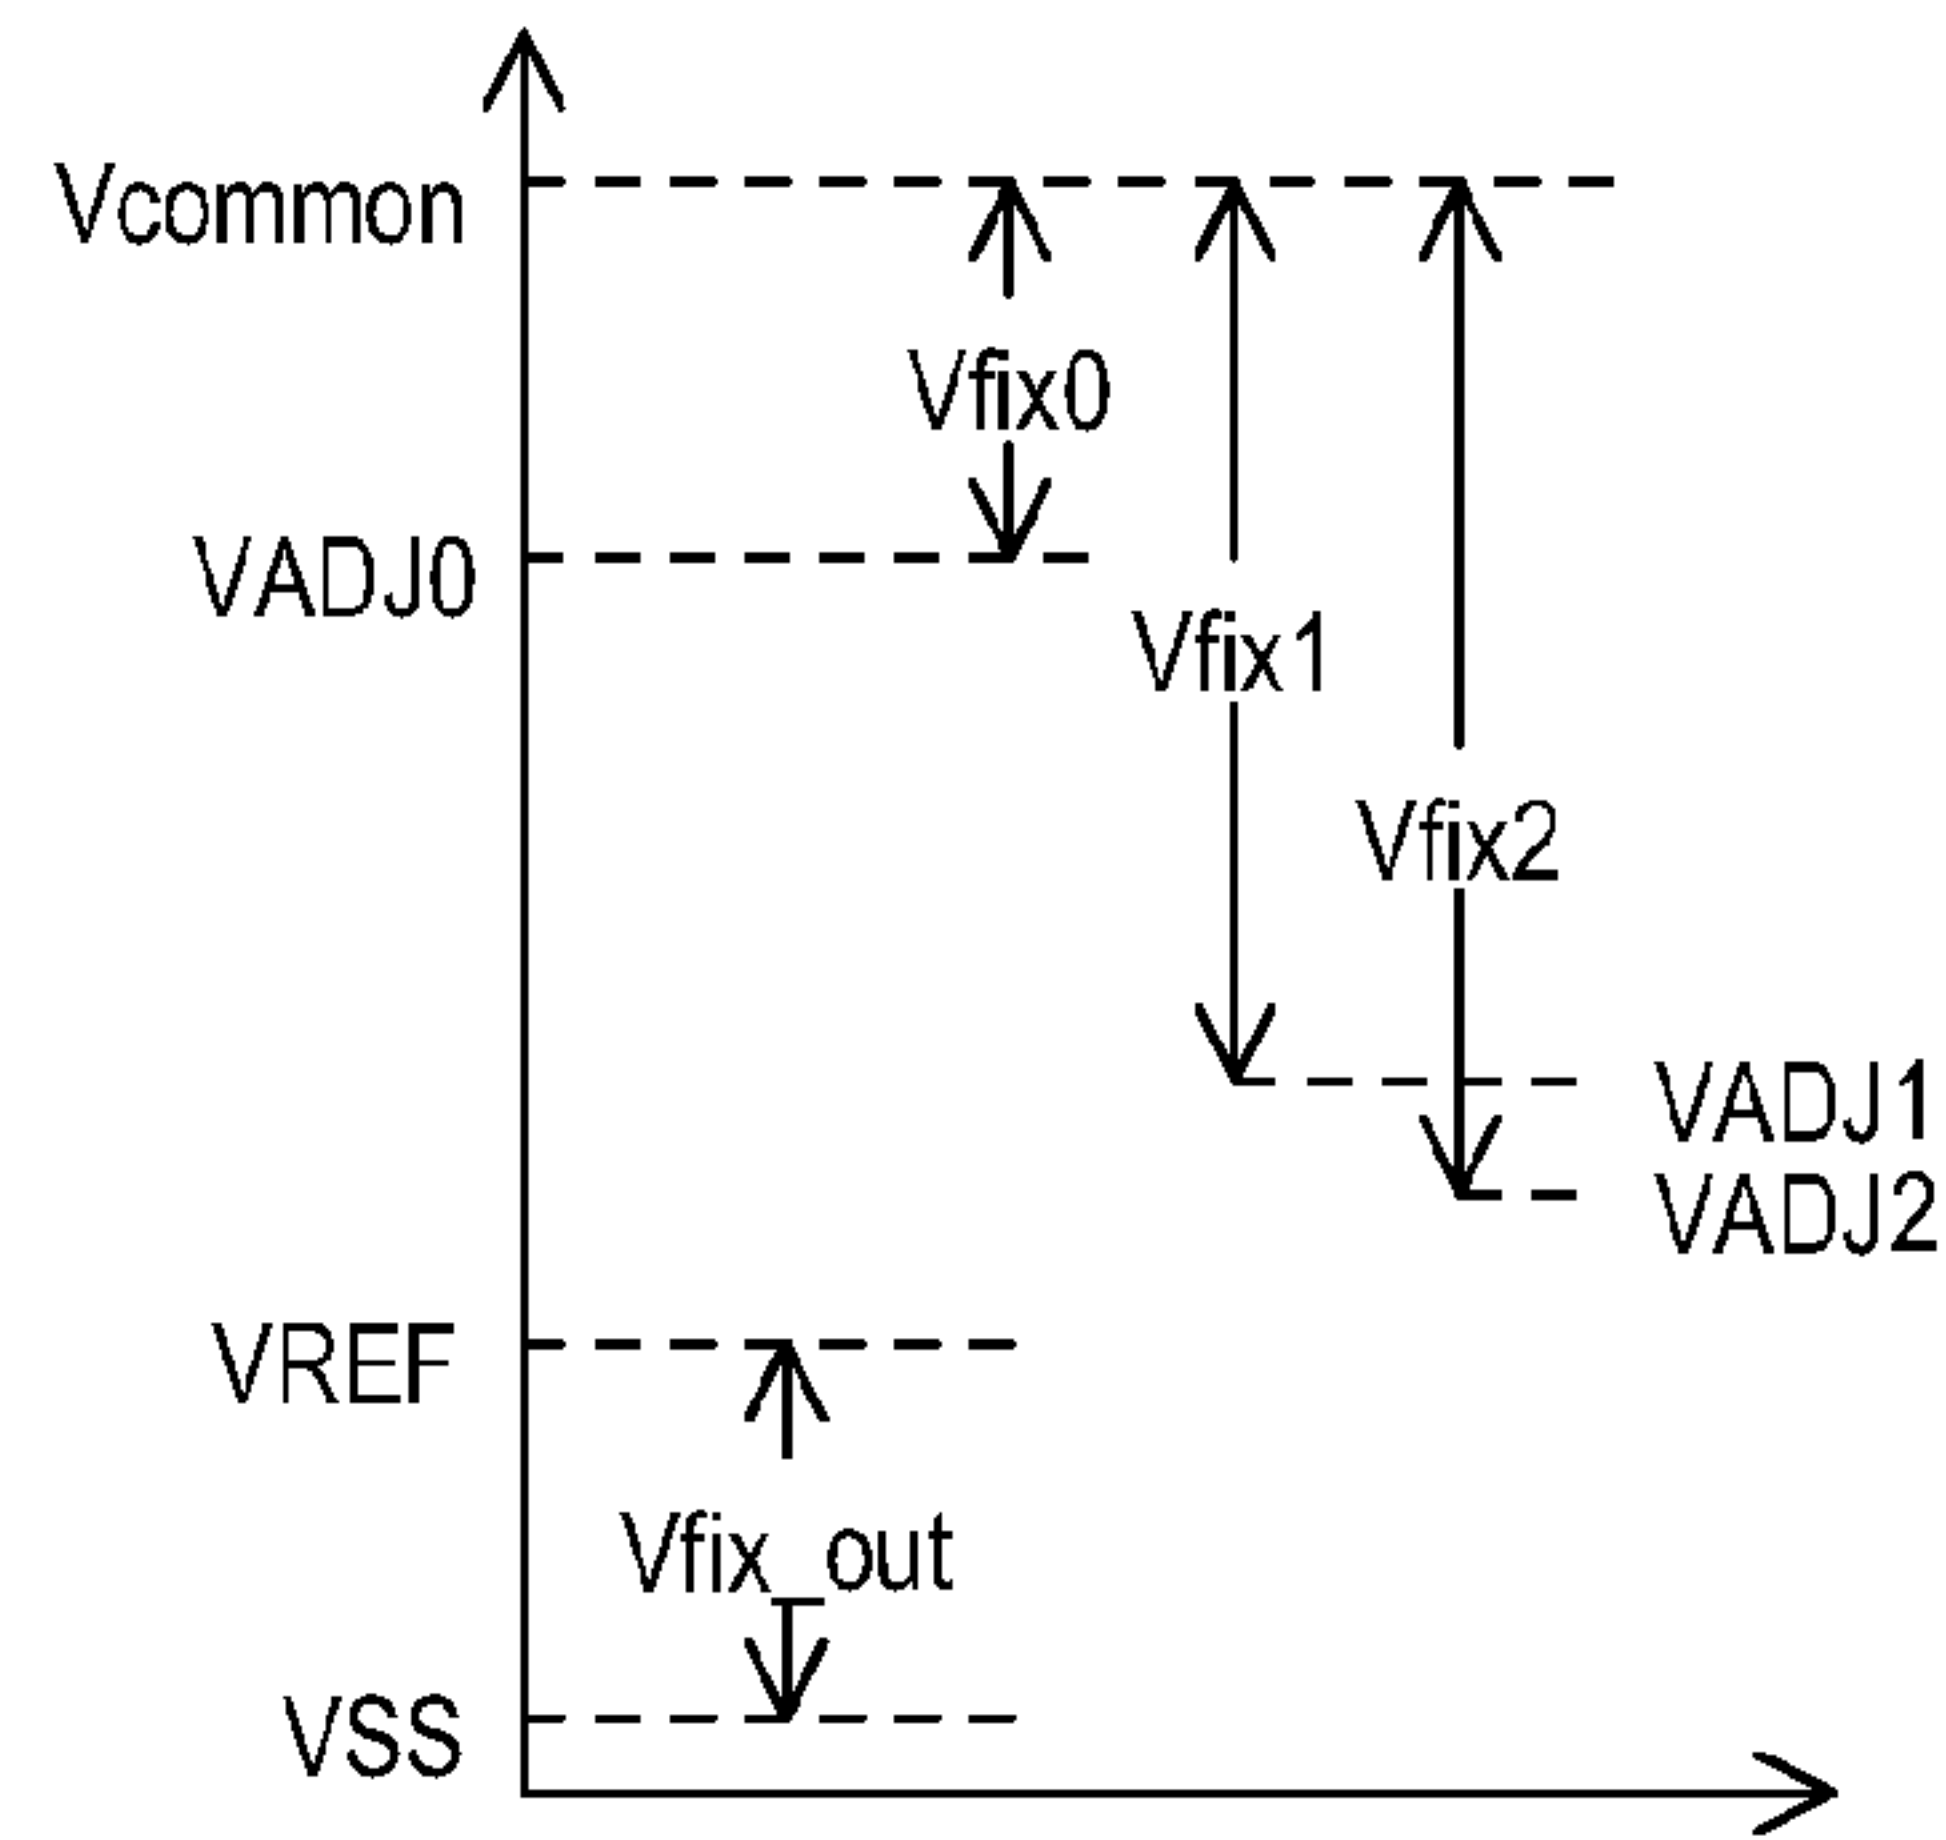 Vcommon
Vfix0
VADJ0
Vfix1
Vfix2
VADJ1
VADJ2
VREF
Vfix_out
VSS